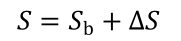 S = S_b + ΔS